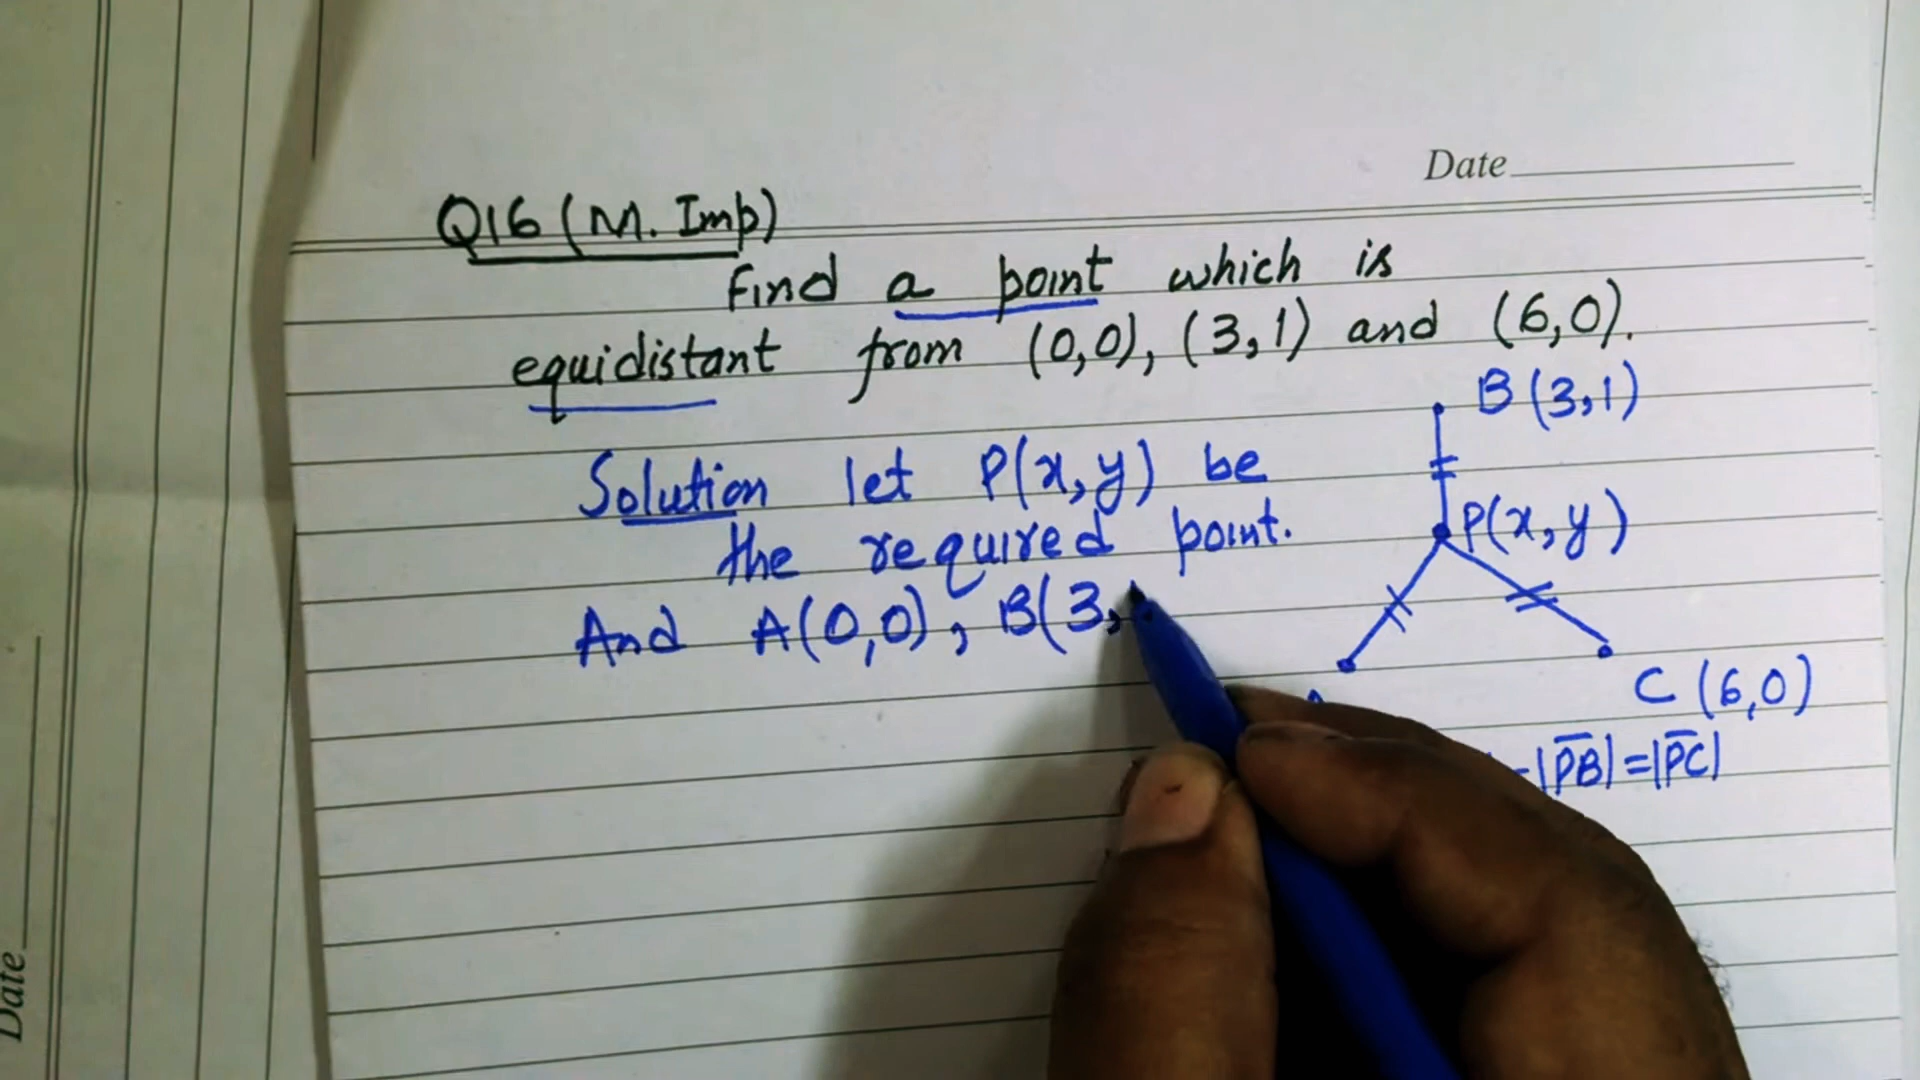 Date
Q16 (M. Imp)
Find a point which is
equidistant from (0,0), (3,1) and (6,0).
B (3,1)
Solution let P(x,y) be
the required point.
P(x,y)
And A(0,0), B(3,
C (6,0)
=|PB|=|PC|
Date